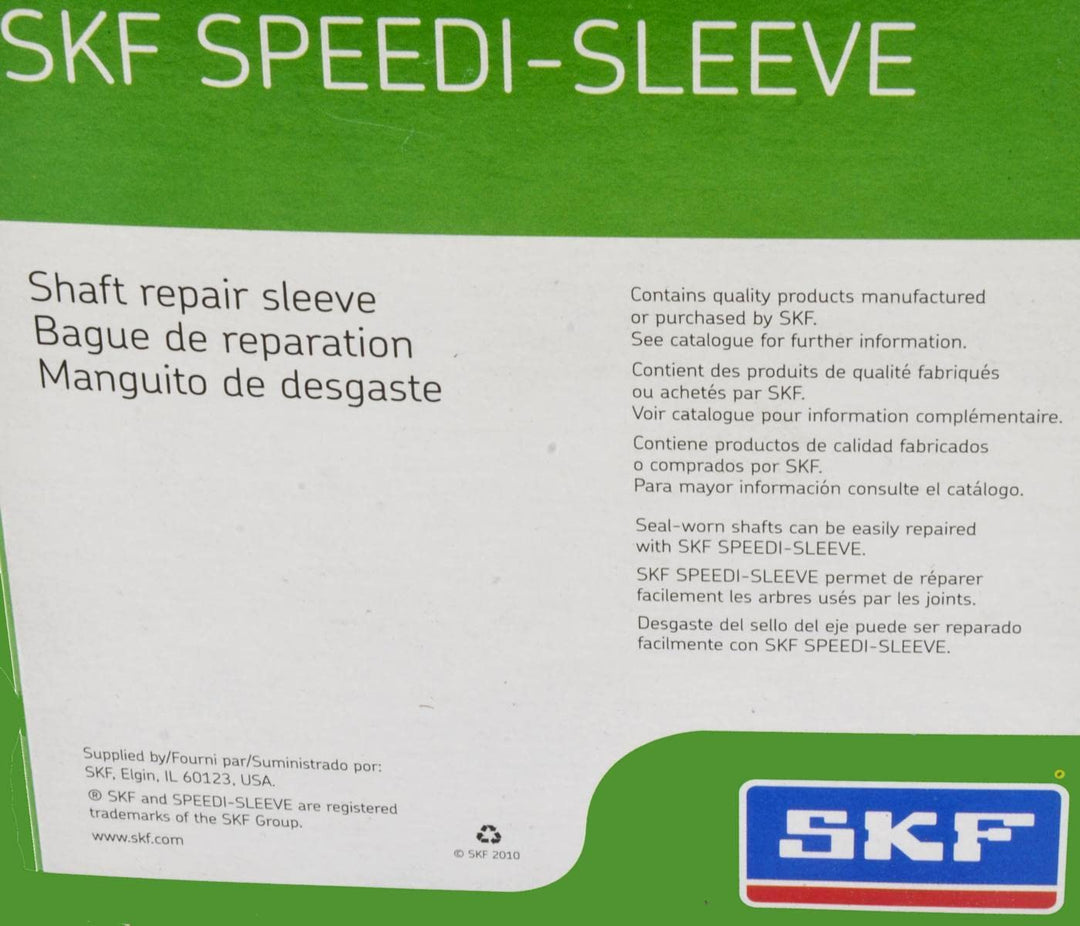 SKF SPEEDI-SLEEVE
Shaft repair sleeve
Bague de reparation
Manguito de desgaste
Contains quality products manufactured
or purchased by SKF.
See catalogue for further information.
Contient des produits de qualité fabriqués
ou achetés par SKF.
Voir catalogue pour information complémentaire.
Contiene productos de calidad fabricados
o comprados por SKF.
Para mayor información consulte el catálogo.
Seal-worn shafts can be easily repaired
with SKF SPEEDI-SLEEVE.
SKF SPEEDI-SLEEVE permet de réparer
facilement les arbres usés par les joints.
Desgaste del sello del eje puede ser reparado
facilmente con SKF SPEEDI-SLEEVE.
Supplied by/Fourni par/Suministrado por:
SKF, Elgin, IL 60123, USA.
® SKF and SPEEDI-SLEEVE are registered
trademarks of the SKF Group.
www.skf.com
© SKF 2010
SKF